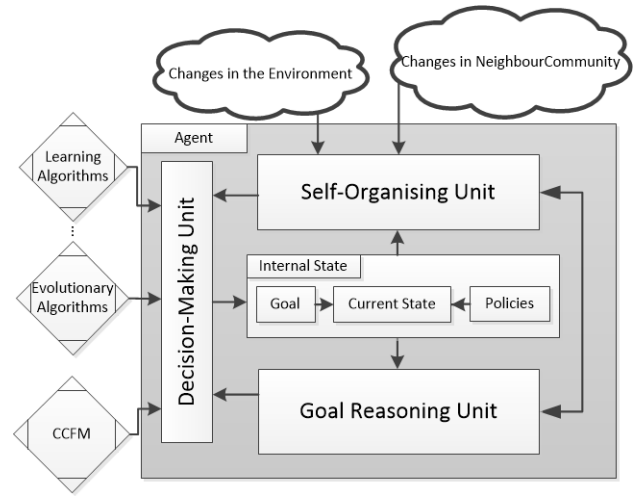 Changes in the Environment
Changes in NeighbourCommunity
Agent
Learning
Algorithms
Self-Organising Unit
Decision-Making Unit
Internal State
Goal
Current State
Policies
Evolutionary
Algorithms
Goal Reasoning Unit
CCFM